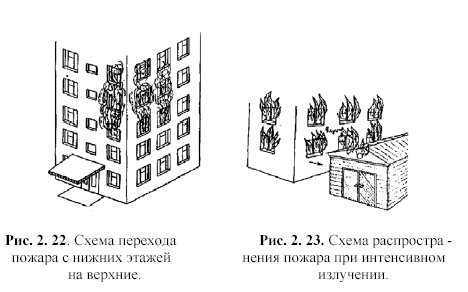 Рис. 2. 22. Схема перехода
пожара с нижних этажей
на верхние.
Рис. 2. 23. Схема распростра -
нения пожара при интенсивном
излучении.